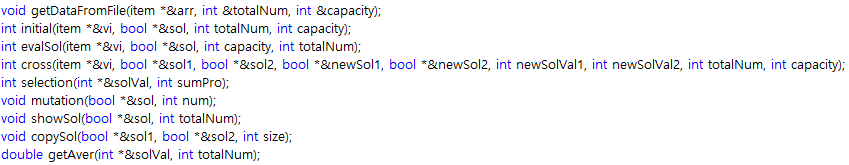 void getDataFromFile(item *&arr, int &totalNum, int &capacity);
int initial(item *&vi, bool *&sol, int totalNum, int capacity);
int evalSol(item *&vi, bool *&sol, int capacity, int totalNum);
int cross(item *&vi, bool *&sol1, bool *&sol2, bool *&newSol1, bool *&newSol2, int newSolVal1, int newSolVal2, int totalNum, int capacity);
int selection(int *&solVal, int sumPro);
void mutation(bool *&sol, int num);
void showSol(bool *&sol, int totalNum);
void copySol(bool *&sol1, bool *&sol2, int size);
double getAver(int *&solVal, int totalNum);